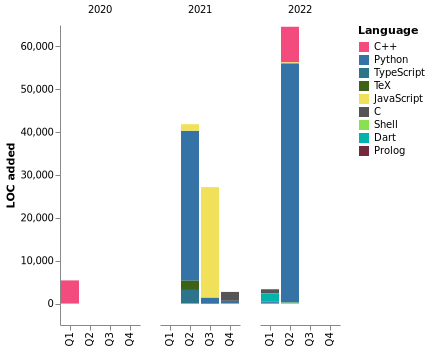 2020 2021 2022
LOC added
60,000
50,000
40,000
30,000
20,000
10,000
0
Q1 Q2 Q3 Q4 Q1 Q2 Q3 Q4 Q1 Q2 Q3 Q4
Language
C++
Python
TypeScript
TeX
JavaScript
C
Shell
Dart
Prolog